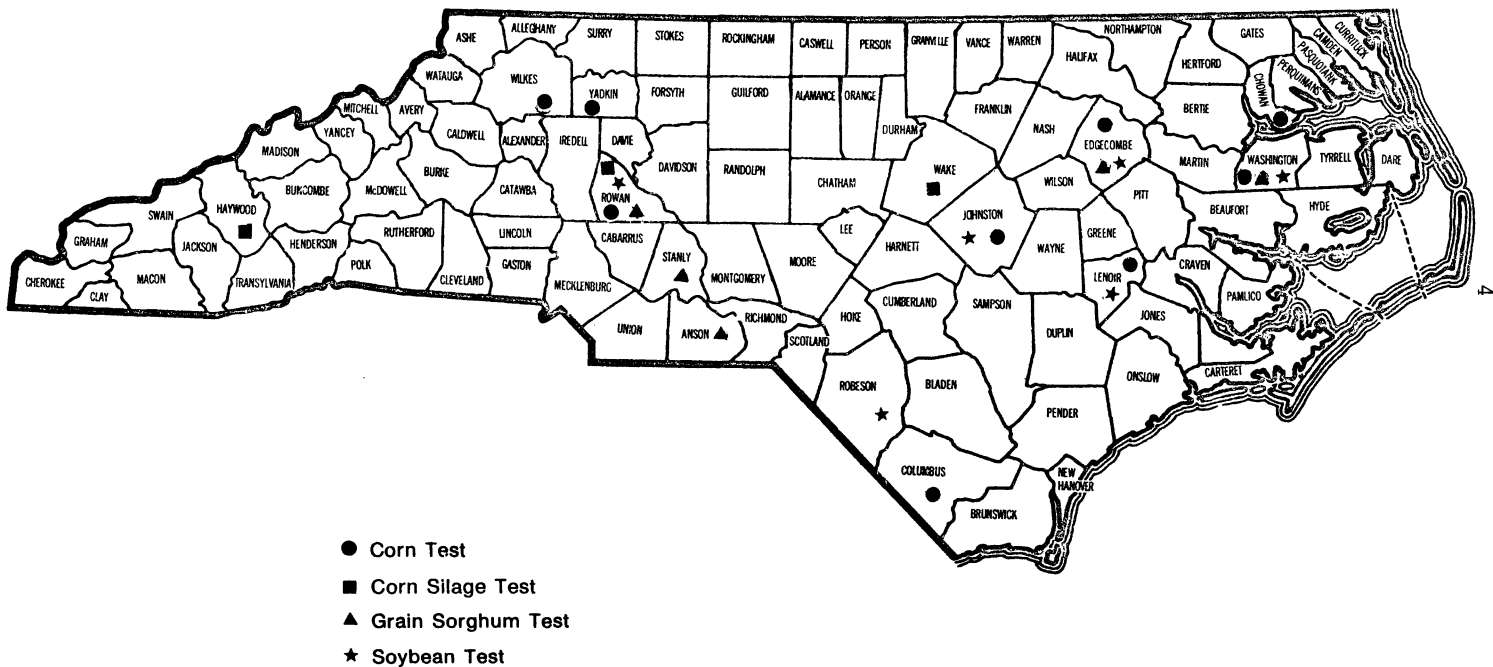 ASHE
ALLEGHANY
SURRY
STOKES
ROCKINGHAM
CASWELL
PERSON
GRANVILLE
VANCE
WARREN
NORTHAMPTON
HALIFAX
HERTFORD
GATES
CURRITUCK
CAMDEN
PASQUOTANK
PERQUIMANS
CHOWAN
WATAUGA
WILKES
YADKIN
FORSYTH
GUILFORD
ALAMANCE
ORANGE
DURHAM
FRANKLIN
NASH
EDGECOMBE
BERTIE
MITCHELL
AVERY
YANCEY
CALDWELL
ALEXANDER
IREDELL
DAVIE
DAVIDSON
RANDOLPH
CHATHAM
WAKE
WILSON
MARTIN
WASHINGTON
TYRRELL
DARE
MADISON
BUNCOMBE
McDOWELL
BURKE
CATAWBA
ROWAN
JOHNSTON
PITT
BEAUFORT
HYDE
SWAIN
HAYWOOD
HENDERSON
RUTHERFORD
LINCOLN
CABARRUS
STANLY
MONTGOMERY
MOORE
LEE
HARNETT
WAYNE
GREENE
LENOIR
CRAVEN
PAMLICO
GRAHAM
JACKSON
CHEROKEE
CLAY
MACON
TRANSYLVANIA
POLK
CLEVELAND
GASTON
MECKLENBURG
UNION
ANSON
RICHMOND
SCOTLAND
HOKE
CUMBERLAND
SAMPSON
DUPLIN
JONES
CARTERET
ONSLOW
ROBESON
BLADEN
PENDER
COLUMBUS
NEW
HANOVER
BRUNSWICK
4
Corn Test
Corn Silage Test
Grain Sorghum Test
Soybean Test